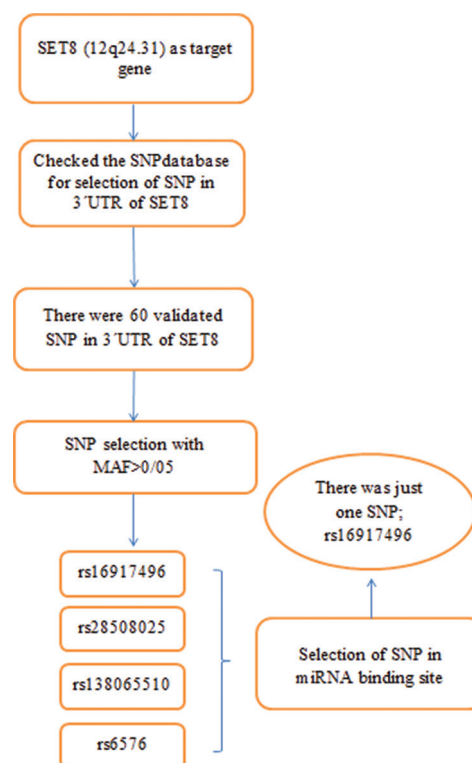 SET8 (12q24.31) as target
gene
Checked the SNPdatabase
for selection of SNP in
3´UTR of SET8
There were 60 validated
SNP in 3´UTR of SET8
SNP selection with
MAF>0/05
rs16917496
rs28508025
rs138065510
rs6576
Selection of SNP in
miRNA binding site
There was just
one SNP;
rs16917496